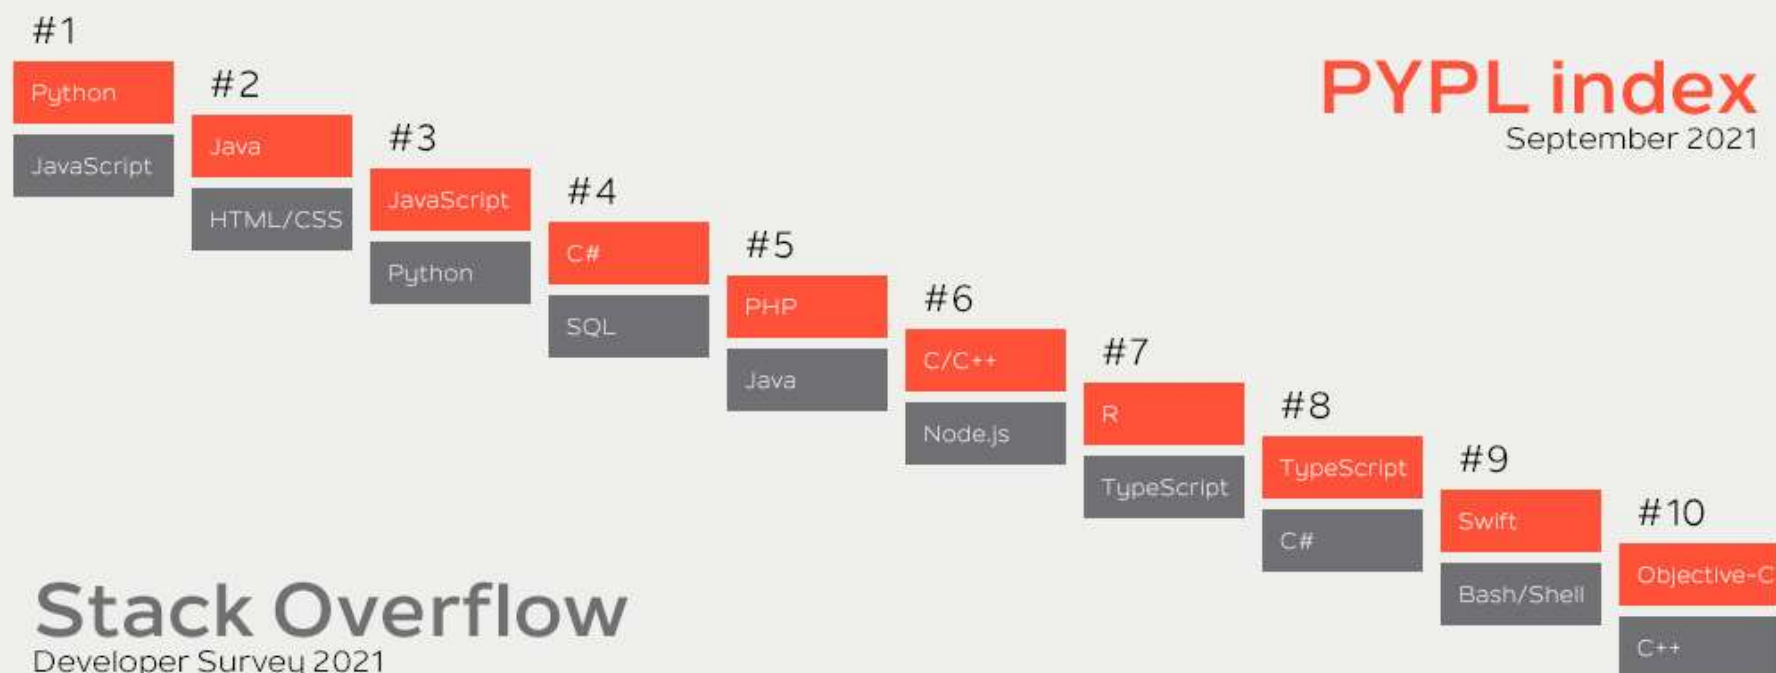 #1
Python
JavaScript
#2
Java
HTML/CSS
#3
JavaScript
Python
#4
C#
SQL
#5
PHP
Java
#6
C/C++
Node.js
#7
R
TypeScript
#8
TypeScript
C#
#9
Swift
Bash/Shell
#10
Objective-C
C++
PYPL index
September 2021
Stack Overflow
Developer Survey 2021